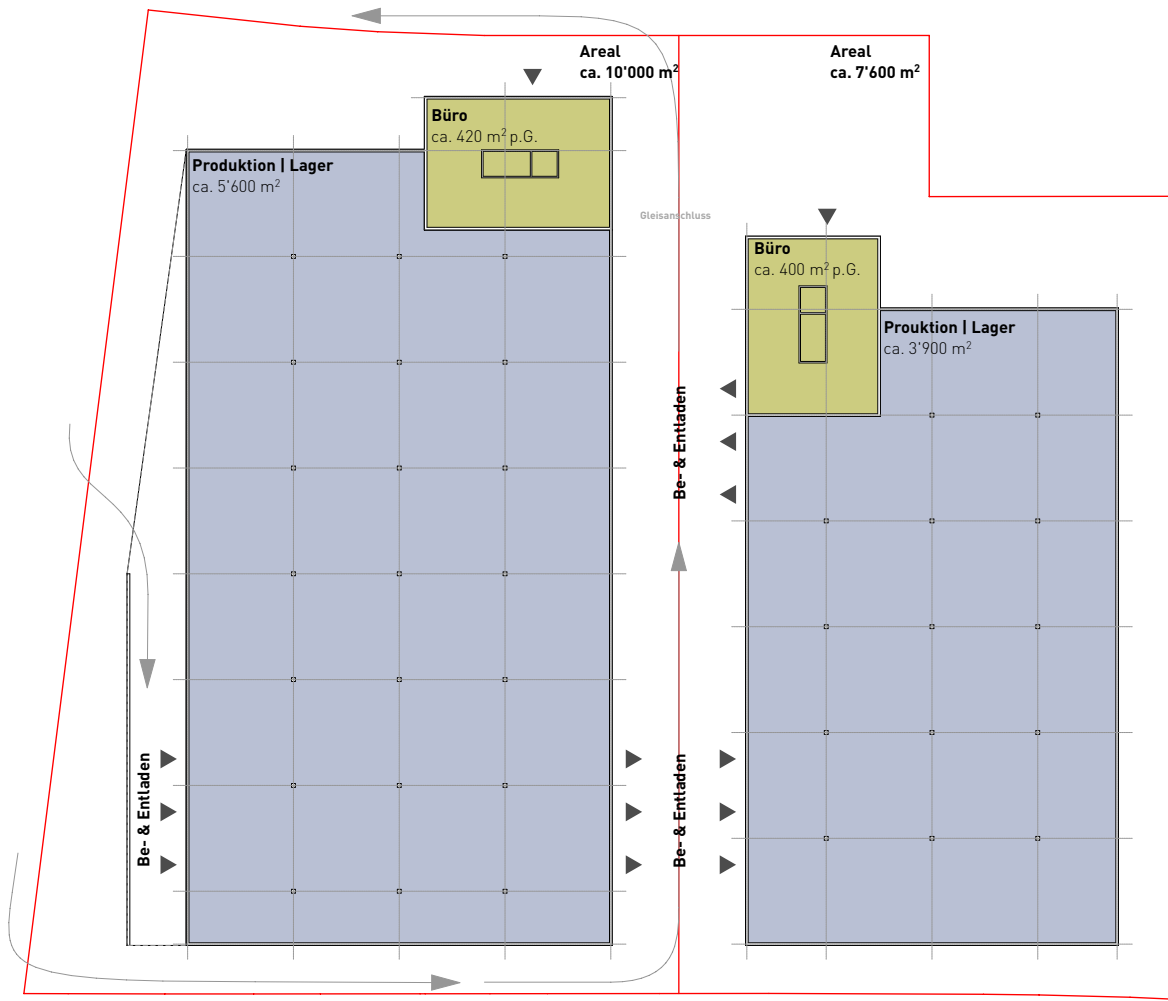 Areal
ca. 10'000 m²
Areal
ca. 7'600 m²
Büro
ca. 420 m² p.G.
Produktion | Lager
ca. 5'600 m²
Gleisanschluss
Büro
ca. 400 m² p.G.
Prouktion | Lager
ca. 3'900 m²
Be- & Entladen
Be- & Entladen
Be- & Entladen